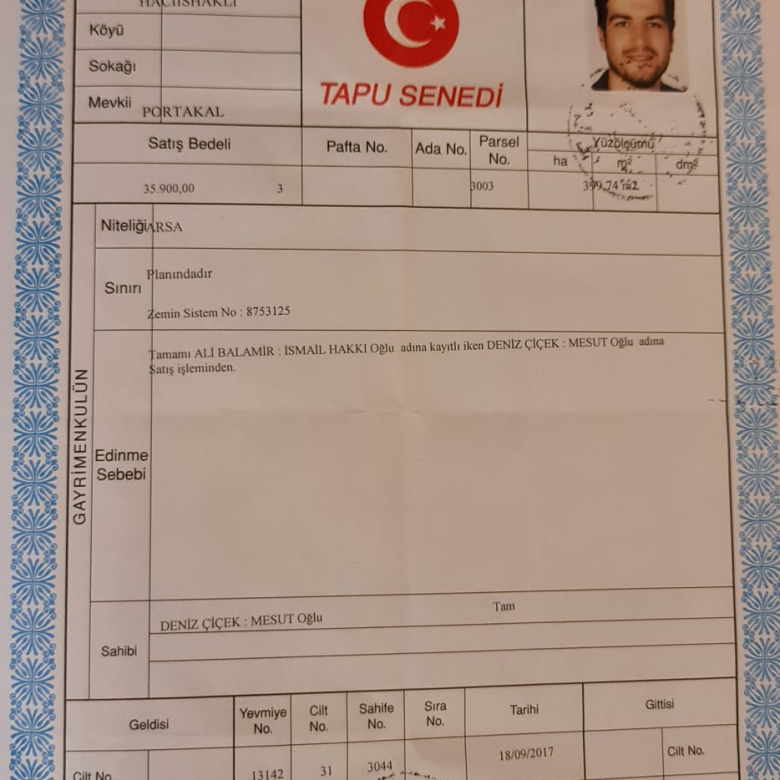 HACIISHAKLI
Köyü
Sokağı
Mevkii PORTAKAL
TAPU SENEDİ
Satış Bedeli Pafta No. Ada No. Parsel No. Yüzölçümü
ha m² dm²
35.900,00 3 3003 399,74 m2
GAYRİMENKULÜN
Niteliği ARSA
Sınırı
Planındadır
Zemin Sistem No : 8753125
Edinme Sebebi
Tamamı ALİ BALAMİR : İSMAİL HAKKI Oğlu adına kayıtlı iken DENİZ ÇİÇEK : MESUT Oğlu adına
Satış işleminden.
Sahibi
DENİZ ÇİÇEK : MESUT Oğlu Tam
Geldisi Yevmiye No. Cilt No. Sahife No. Sıra No. Tarihi Gittisi
Cilt No. 13142 31 3044 18/09/2017 Cilt No.